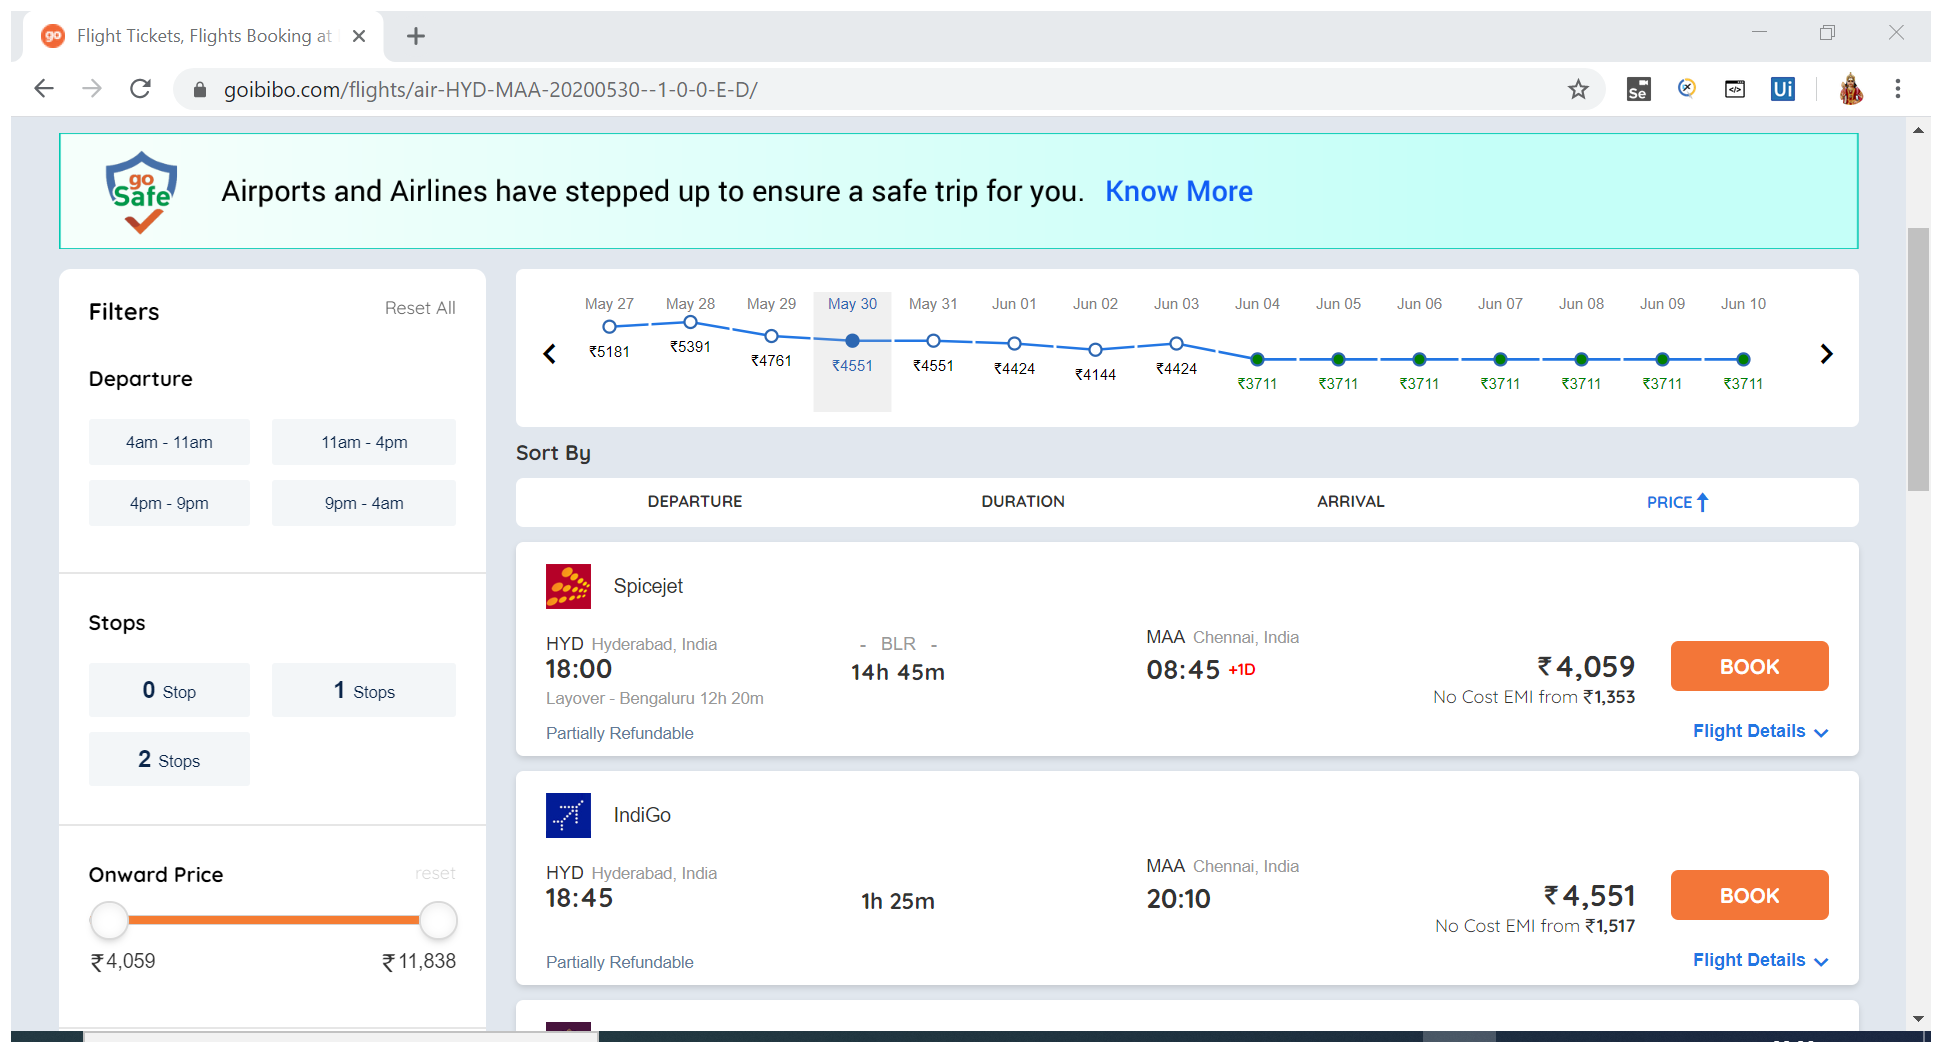 Flight Tickets, Flights Booking at
goibibo.com/flights/air-HYD-MAA-20200530--1-0-0-E-D/
Se
Ui
go Safe
Airports and Airlines have stepped up to ensure a safe trip for you. Know More
Filters
Reset All
Departure
4am - 11am
11am - 4pm
4pm - 9pm
9pm - 4am
Stops
0 Stop
1 Stops
2 Stops
Onward Price
reset
₹4,059
₹11,838
May 27 May 28 May 29 May 30 May 31 Jun 01 Jun 02 Jun 03 Jun 04 Jun 05 Jun 06 Jun 07 Jun 08 Jun 09 Jun 10
₹5181 ₹5391 ₹4761 ₹4551 ₹4551 ₹4424 ₹4144 ₹4424 ₹3711 ₹3711 ₹3711 ₹3711 ₹3711 ₹3711 ₹3711
Sort By
DEPARTURE DURATION ARRIVAL PRICE
Spicejet
HYD Hyderabad, India
18:00
Layover - Bengaluru 12h 20m
Partially Refundable
- BLR -
14h 45m
MAA Chennai, India
08:45 +1D
₹4,059
No Cost EMI from ₹1,353
BOOK
Flight Details
IndiGo
HYD Hyderabad, India
18:45
Partially Refundable
1h 25m
MAA Chennai, India
20:10
₹4,551
No Cost EMI from ₹1,517
BOOK
Flight Details